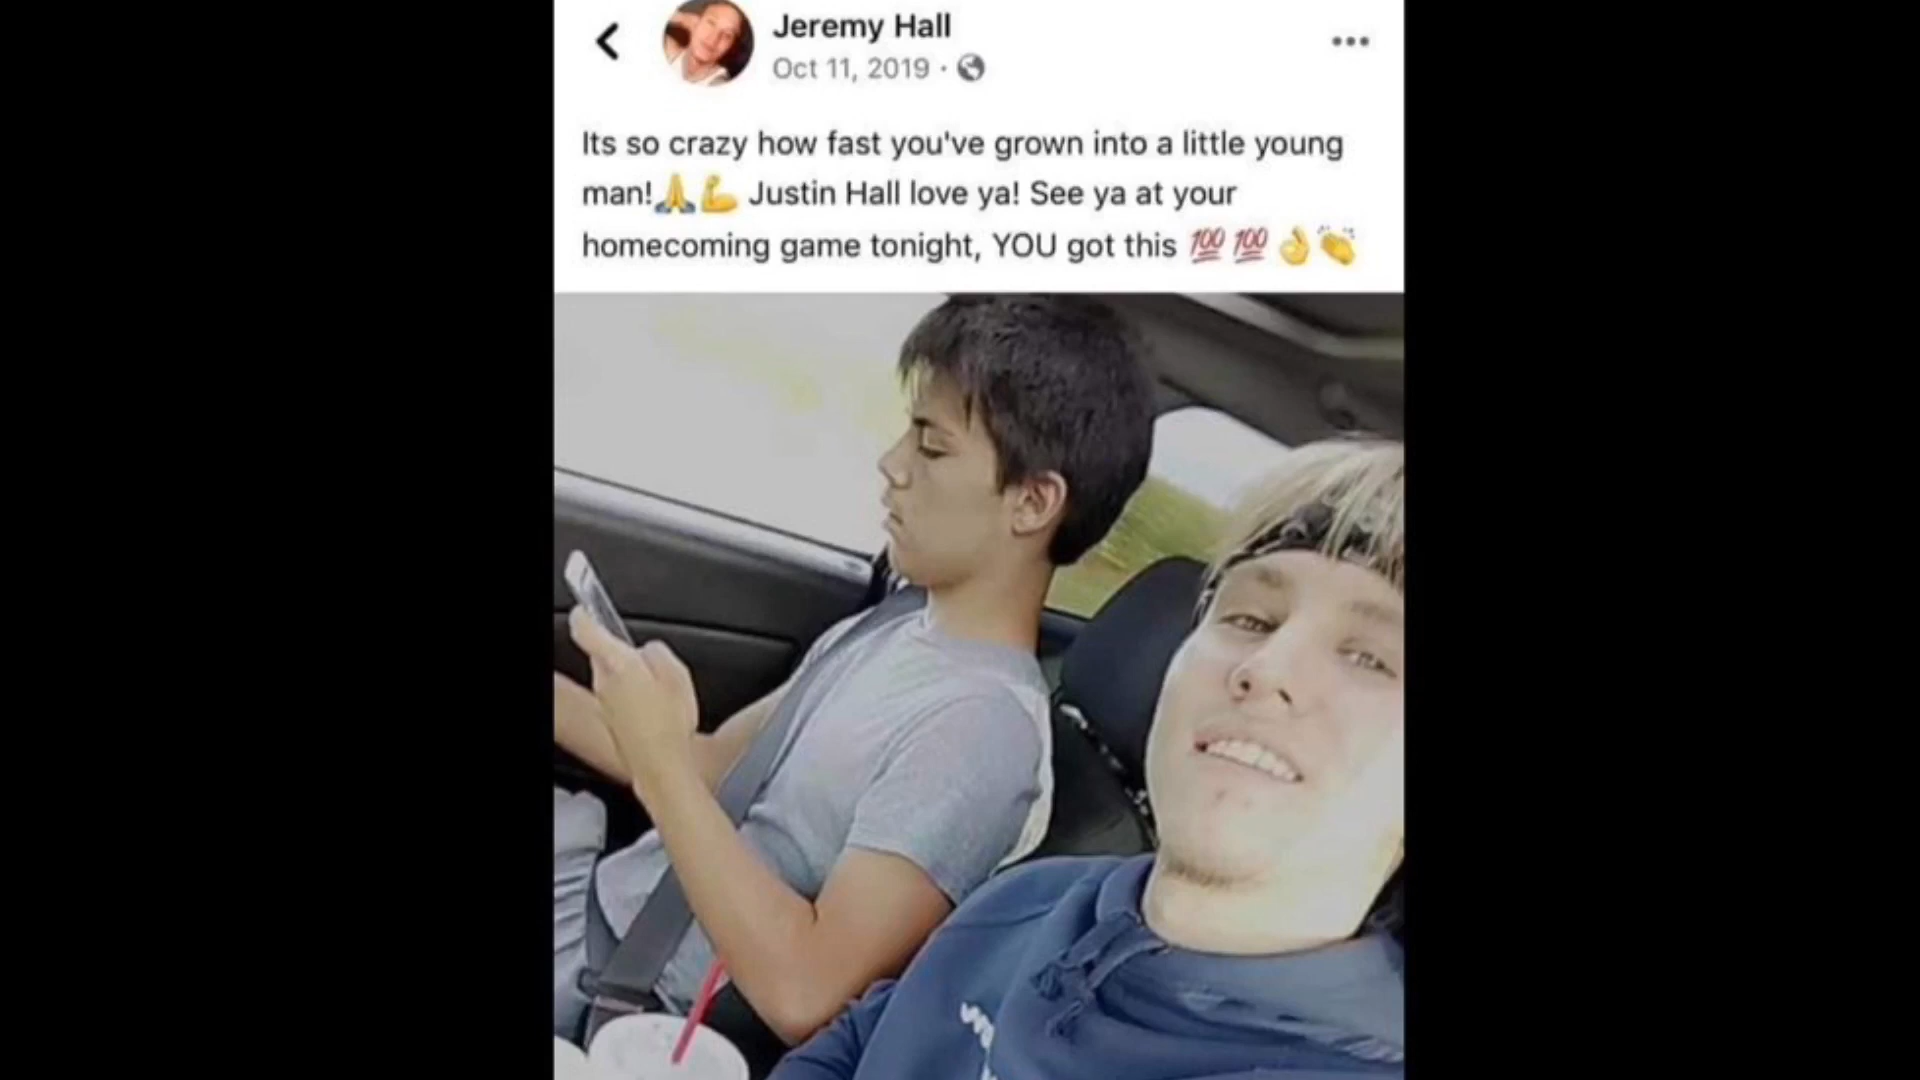 Jeremy Hall
Oct 11, 2019 ·
Its so crazy how fast you've grown into a little young
man!🙏💪 Justin Hall love ya! See ya at your
homecoming game tonight, YOU got this 💯💯👌👏